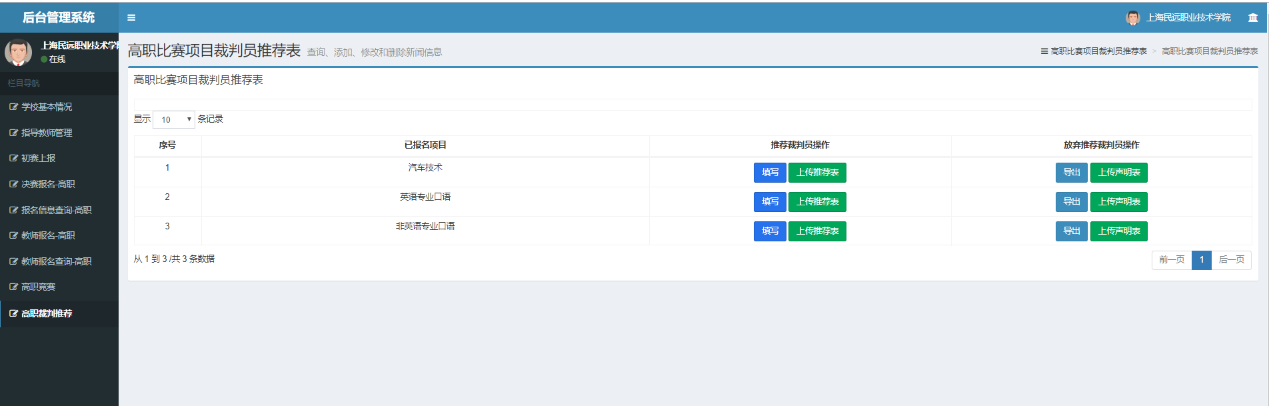 后台管理系统
上海民远职业技术学院
上海民远职业技术学
在线
栏目导航
学校基本情况
指导教师管理
初赛上报
决赛报名-高职
报名信息查询-高职
教师报名-高职
教师报名查询-高职
高职竞赛
高职裁判推荐
高职比赛项目裁判员推荐表 查询、添加、修改和删除新闻信息
高职比赛项目裁判员推荐表 > 高职比赛项目裁判员推荐表
高职比赛项目裁判员推荐表
显示 10 条记录
序号 已报名项目 推荐裁判员操作 放弃推荐裁判员操作
1 汽车技术 填写 上传推荐表 导出 上传声明表
2 英语专业口语 填写 上传推荐表 导出 上传声明表
3 非英语专业口语 填写 上传推荐表 导出 上传声明表
从 1 到 3 /共 3 条数据
前一页 1 后一页